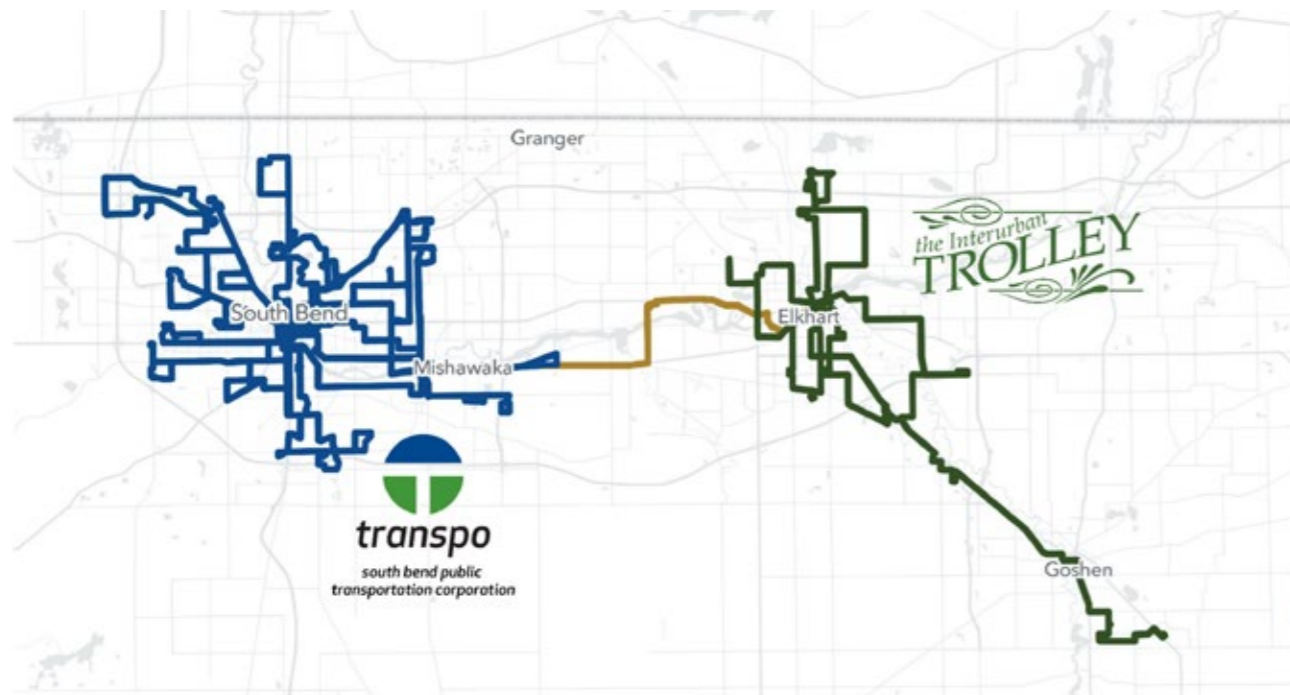 Granger
South Bend
Mishawaka
Elkhart
the Interurban
TROLLEY
transpo
south bend public
transportation corporation
Goshen